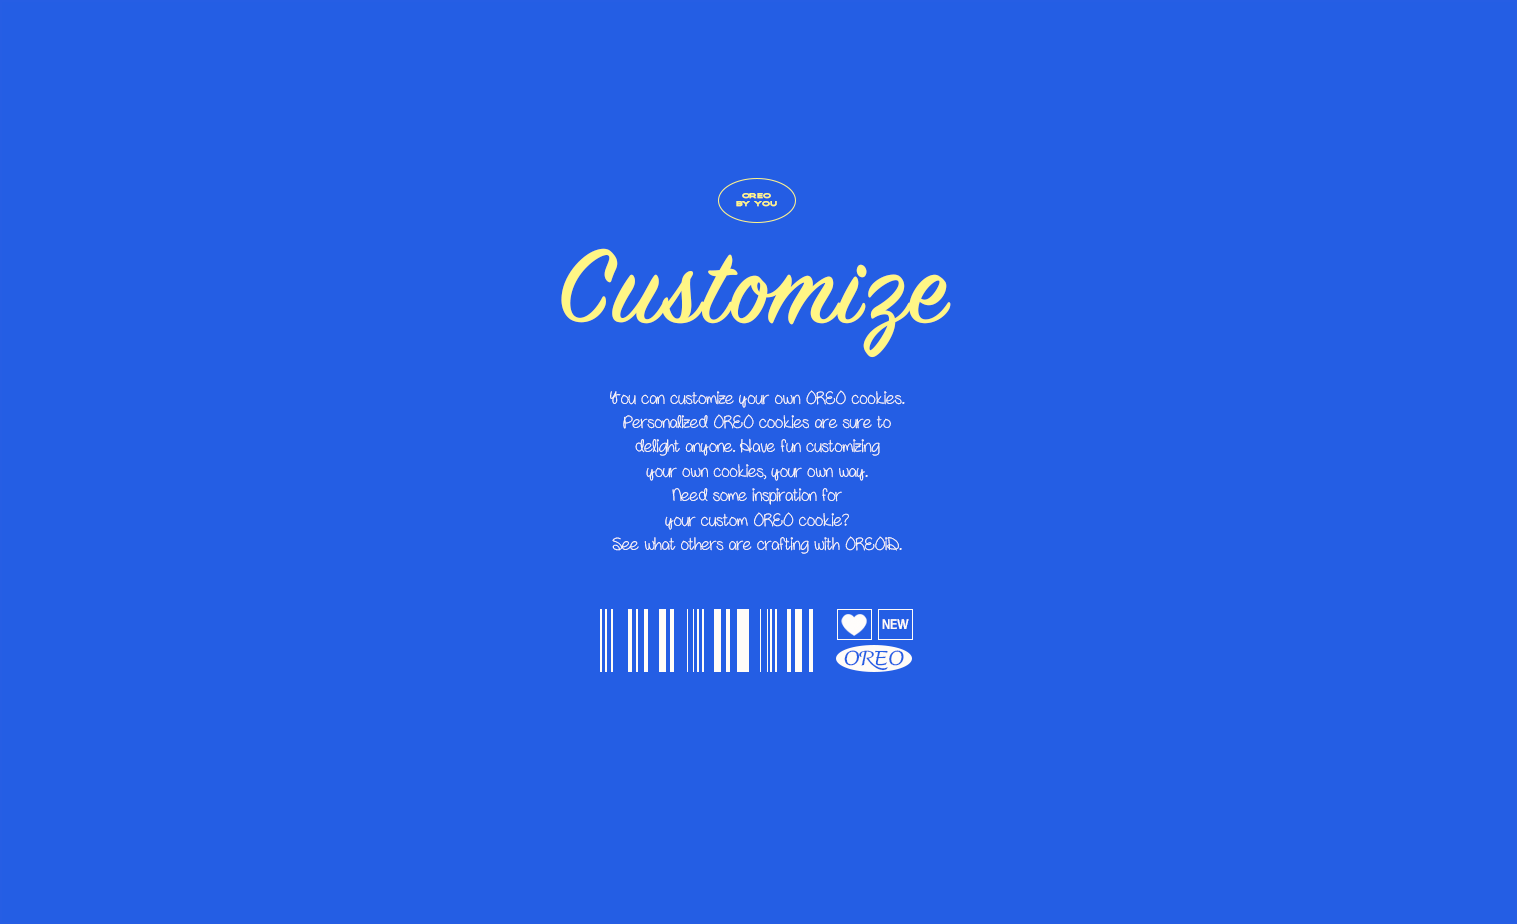 OREO
BY YOU
Customize
You can customize your own OREO cookies.
Personalized OREO cookies are sure to
delight anyone. Have fun customizing
your own cookies, your own way.
Need some inspiration for
your custom OREO cookie?
See what others are crafting with OREOiD.
NEW
OREO